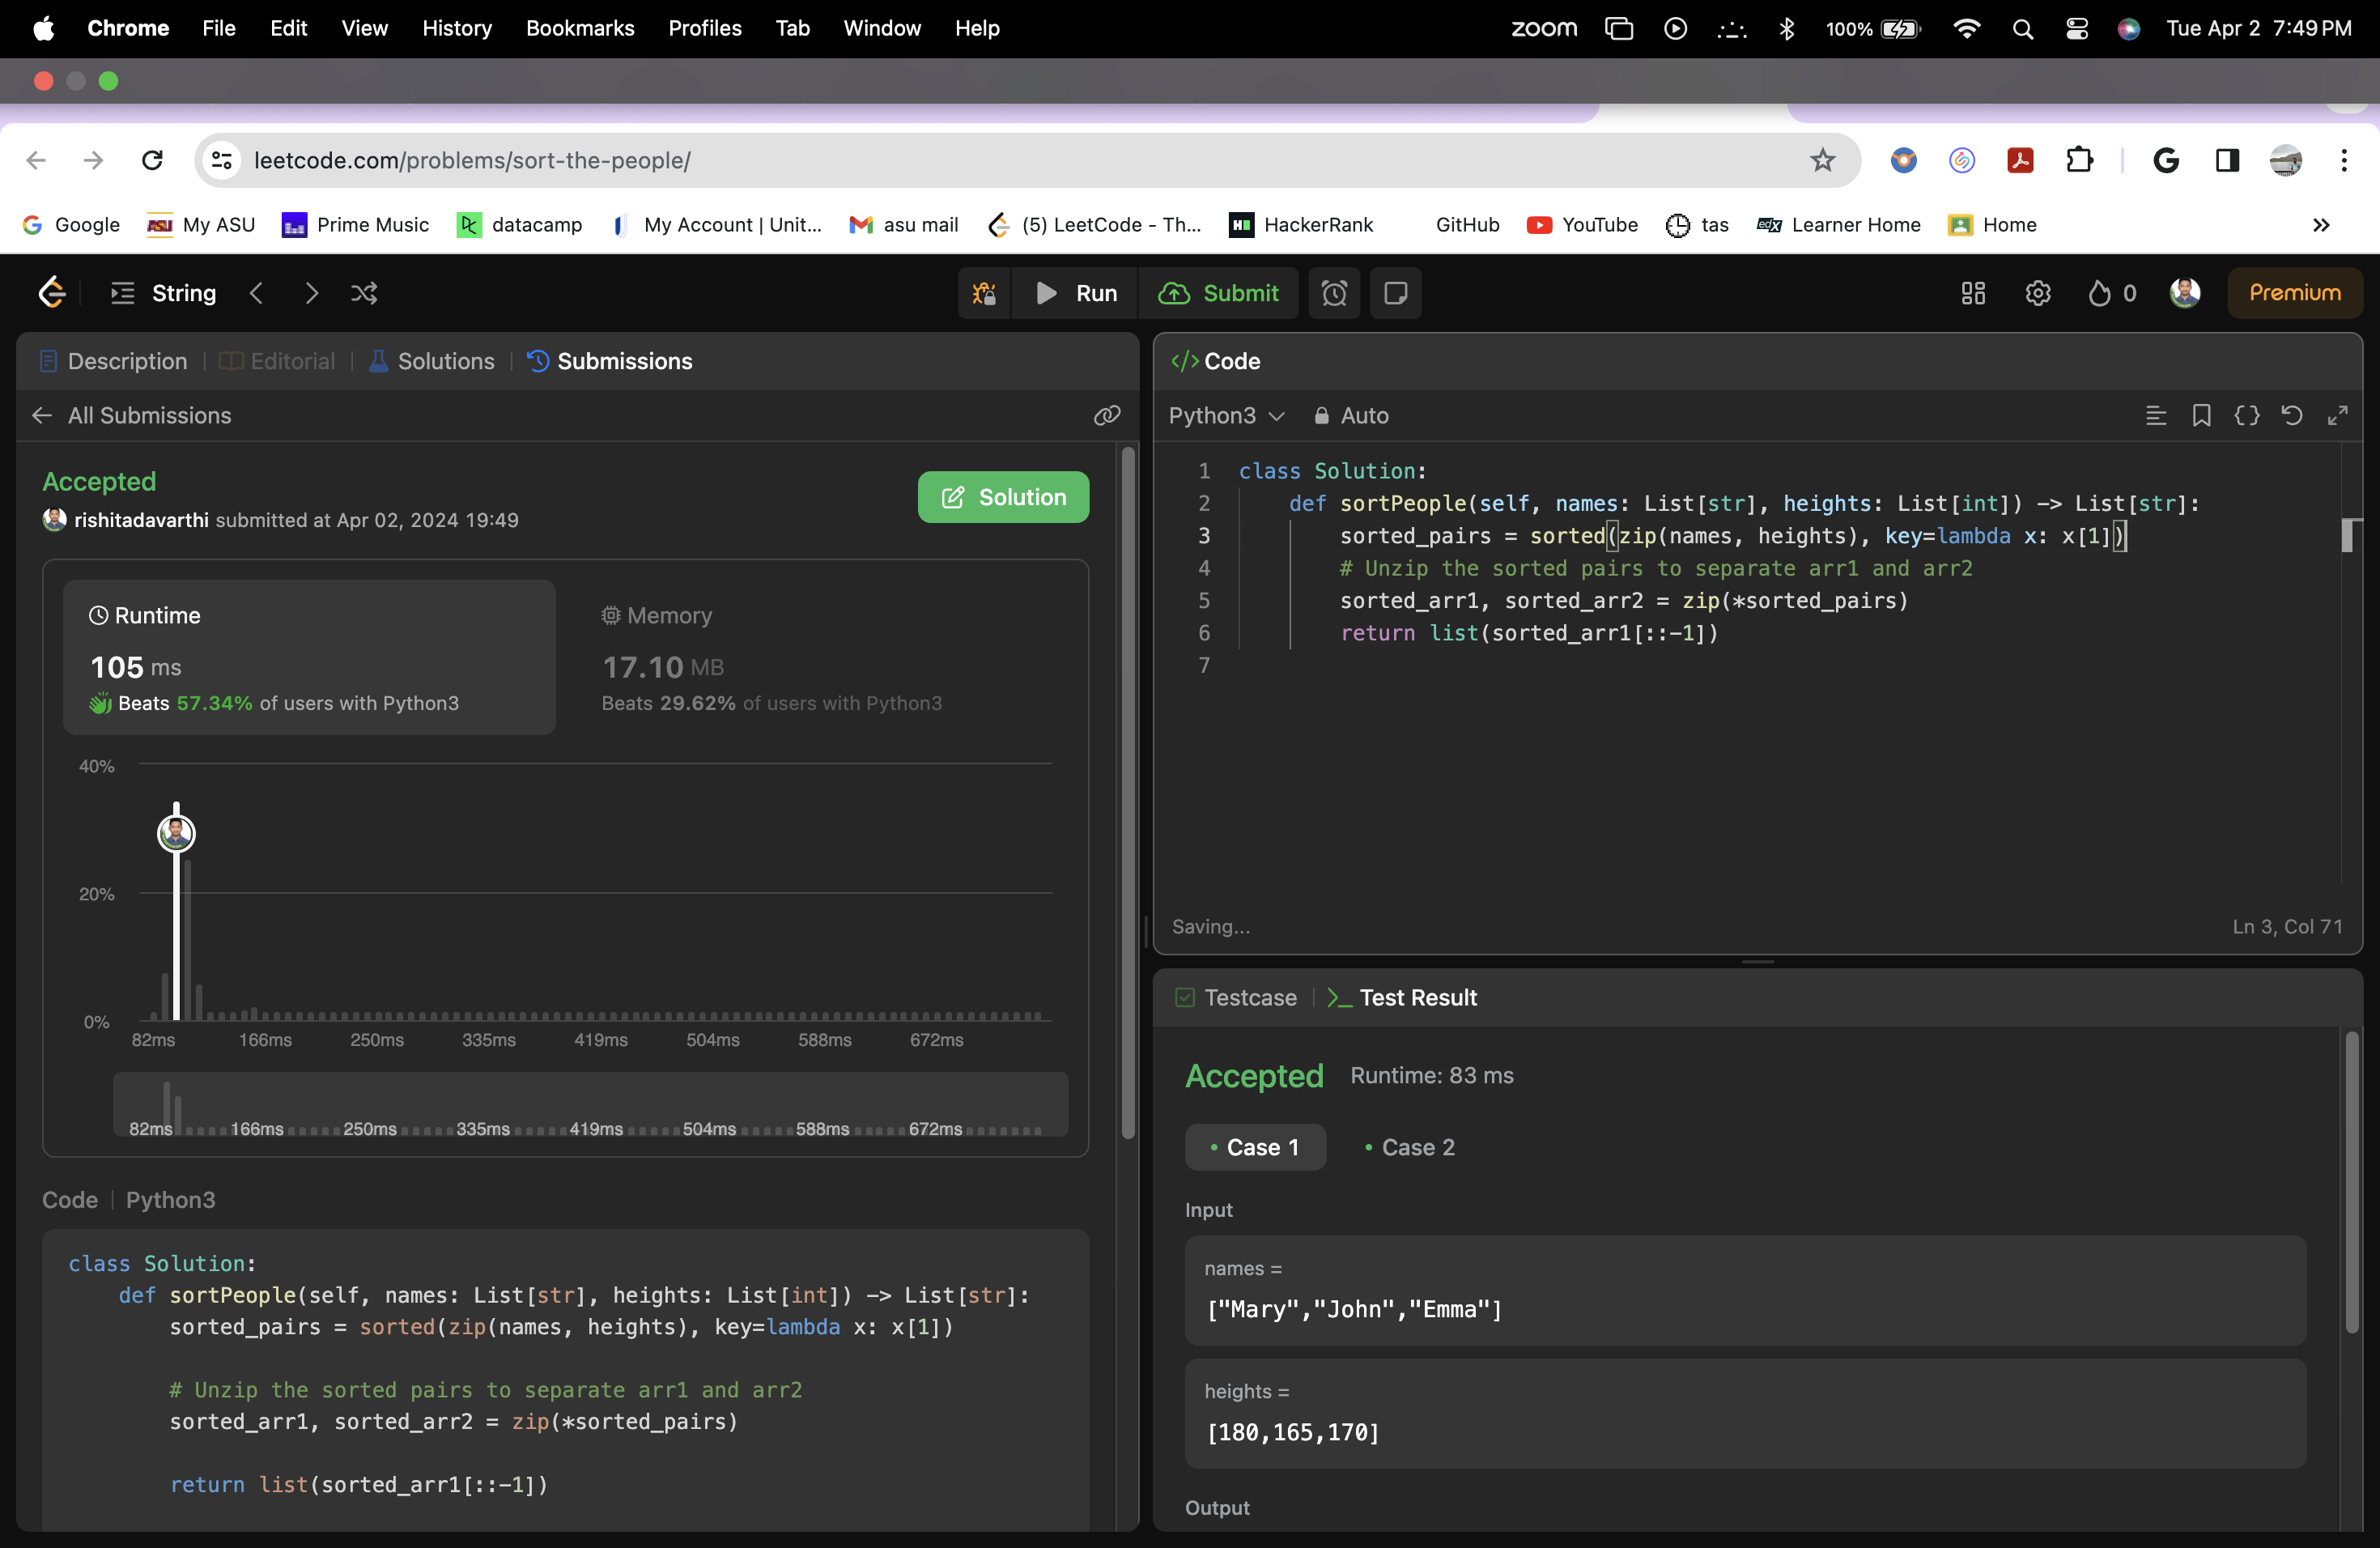 Chrome File Edit View History Bookmarks Profiles Tab Window Help zoom 100% Tue Apr 2 7:49 PM
leetcode.com/problems/sort-the-people/
Google My ASU Prime Music datacamp My Account | Unit... asu mail (5) LeetCode - Th... HackerRank GitHub YouTube tas edX Learner Home Home »
String Run Submit 0 Premium
Description | Editorial | Solutions | Submissions
All Submissions
Accepted
rishitadavarthi submitted at Apr 02, 2024 19:49
Solution
Runtime
105 ms
Beats 57.34% of users with Python3
Memory
17.10 MB
Beats 29.62% of users with Python3
40%
20%
0%
82ms 166ms 250ms 335ms 419ms 504ms 588ms 672ms
82ms 166ms 250ms 335ms 419ms 504ms 588ms 672ms
Code | Python3
class Solution:
    def sortPeople(self, names: List[str], heights: List[int]) -> List[str]:
        sorted_pairs = sorted(zip(names, heights), key=lambda x: x[1])
        # Unzip the sorted pairs to separate arr1 and arr2
        sorted_arr1, sorted_arr2 = zip(*sorted_pairs)
        return list(sorted_arr1[::-1])
</> Code
Python3 Auto
1 class Solution:
2     def sortPeople(self, names: List[str], heights: List[int]) -> List[str]:
3         sorted_pairs = sorted(zip(names, heights), key=lambda x: x[1])
4         # Unzip the sorted pairs to separate arr1 and arr2
5         sorted_arr1, sorted_arr2 = zip(*sorted_pairs)
6         return list(sorted_arr1[::-1])
7
Saving... Ln 3, Col 71
Testcase | >_ Test Result
Accepted Runtime: 83 ms
• Case 1 • Case 2
Input
names =
["Mary","John","Emma"]
heights =
[180,165,170]
Output